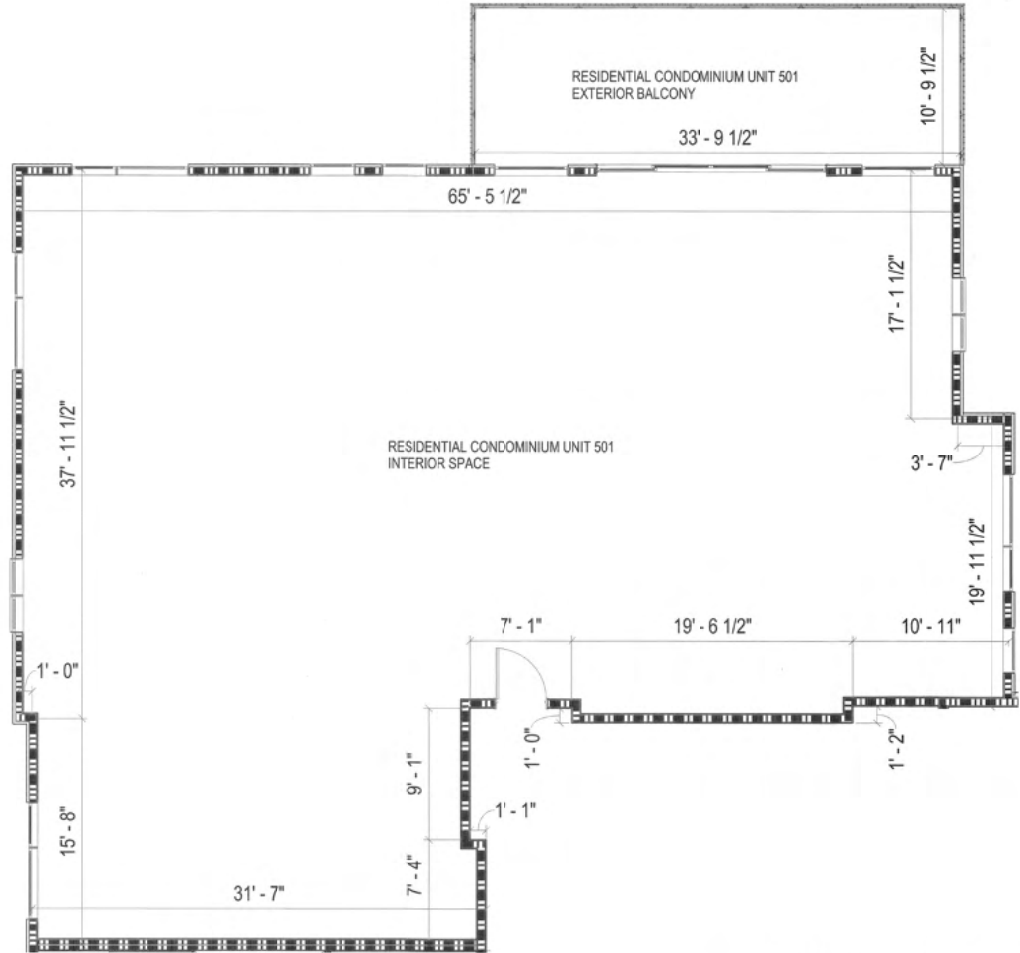 RESIDENTIAL CONDOMINIUM UNIT 501
EXTERIOR BALCONY
10' - 9 1/2"
33' - 9 1/2"
65' - 5 1/2"
17' - 1 1/2"
37' - 11 1/2"
RESIDENTIAL CONDOMINIUM UNIT 501
INTERIOR SPACE
3' - 7"
19' - 11 1/2"
7' - 1"
19' - 6 1/2"
10' - 11"
1' - 0"
1' - 0"
1' - 2"
9' - 1"
1' - 1"
15' - 8"
7' - 4"
31' - 7"